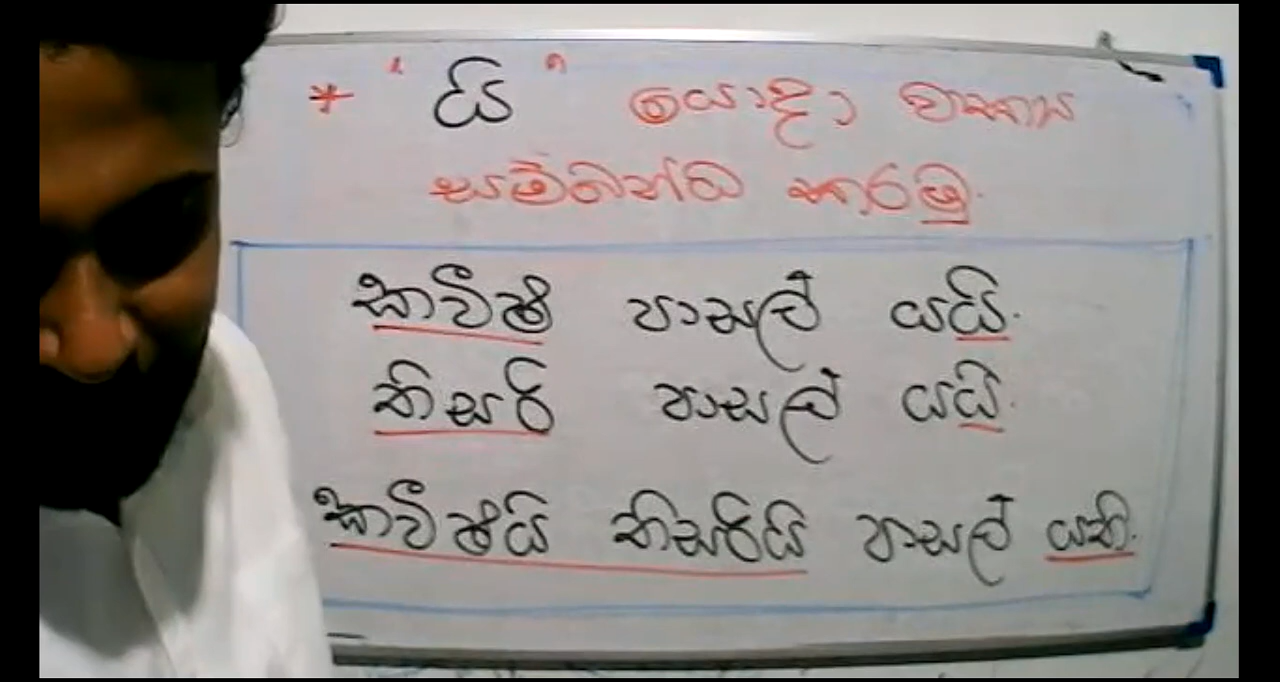 * ' යි ' යොදා වාක්‍ය
සම්බන්ධ කරමු.
කවීෂ පාසල් යයි.
නිසරි පාසල් යයි.
කවීෂයි නිසරියි පාසල් යති.